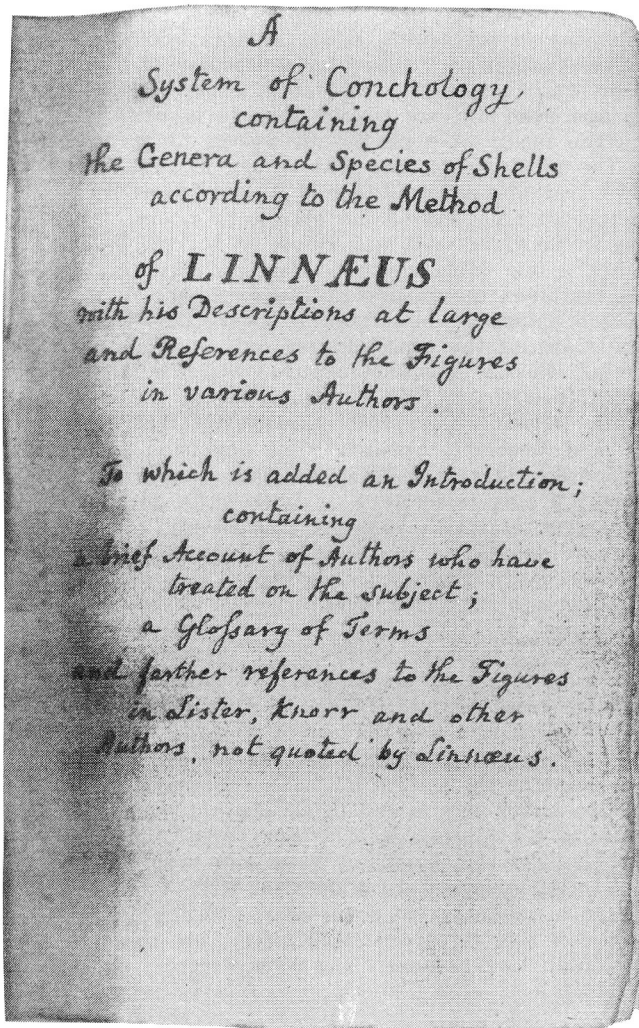 A
System of Conchology
containing
the Genera and Species of Shells
according to the Method
of LINNÆUS
with his Descriptions at large
and References to the Figures
in various Authors.
To which is added an Introduction;
containing
a brief Account of Authors who have
treated on the subject;
a Gloſsary of Terms
and farther references to the Figures
in Lister, Knorr and other
Authors, not quoted by Linnæus.